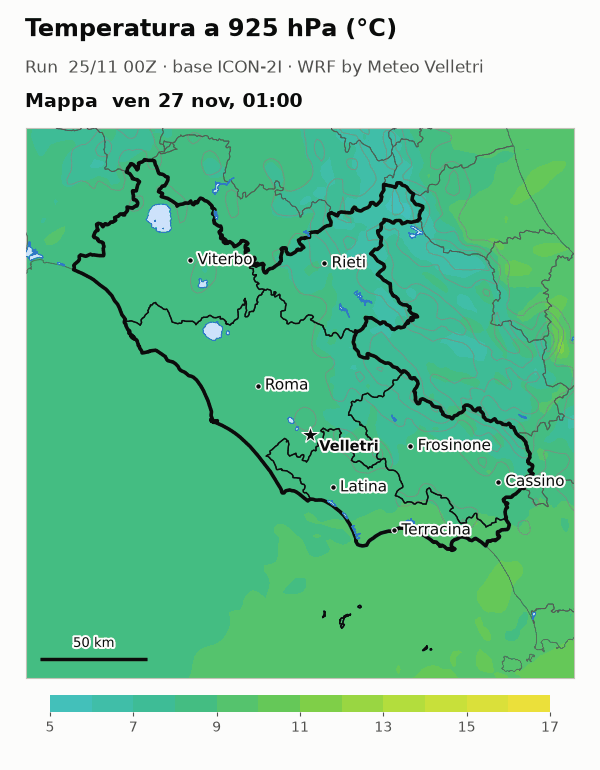 Temperatura a 925 hPa (°C)
Run  25/11 00Z · base ICON-2I · WRF by Meteo Velletri
Mappa  ven 27 nov, 01:00
Viterbo
Rieti
Roma
Velletri
Frosinone
Latina
Cassino
Terracina
50 km
5 7 9 11 13 15 17